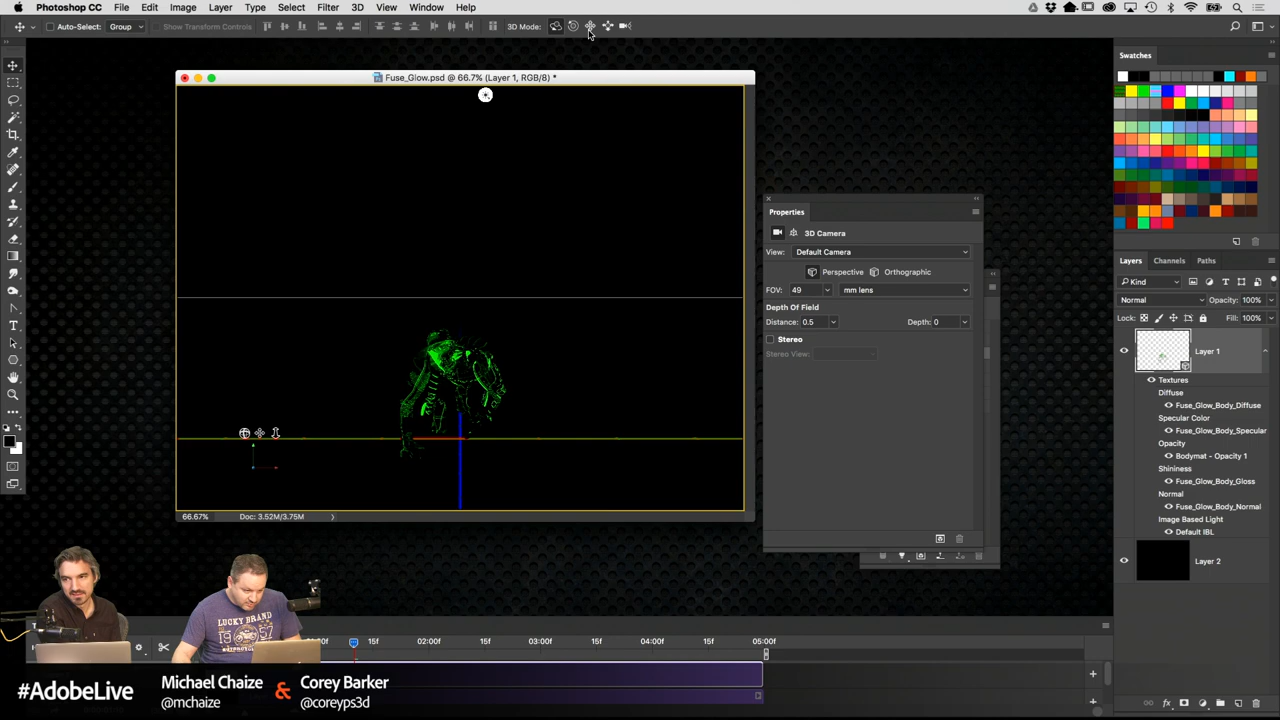 Photoshop CC File Edit Image Layer Type Select Filter 3D View Window Help
Auto-Select: Group Show Transform Controls 3D Mode:
Fuse_Glow.psd @ 66.7% (Layer 1, RGB/8) *
66.67% Doc: 3.52M/3.75M
Properties
3D Camera
View: Default Camera
Perspective Orthographic
FOV: 49 mm lens
Depth Of Field
Distance: 0.5 Depth: 0
Stereo
Stereo View:
Swatches
Layers Channels Paths
Kind
Normal Opacity: 100%
Lock: Fill: 100%
Layer 1
Textures
Diffuse
Fuse_Glow_Body_Diffuse
Specular Color
Fuse_Glow_Body_Specular
Opacity
Bodymat - Opacity 1
Shininess
Fuse_Glow_Body_Gloss
Normal
Fuse_Glow_Body_Normal
Image Based Light
Default IBL
Layer 2
15f 02:00f 15f 03:00f 15f 04:00f 15f 05:00f
LUCKY BRAND
#AdobeLive
Michael Chaize
@mchaize
&
Corey Barker
@coreyps3d